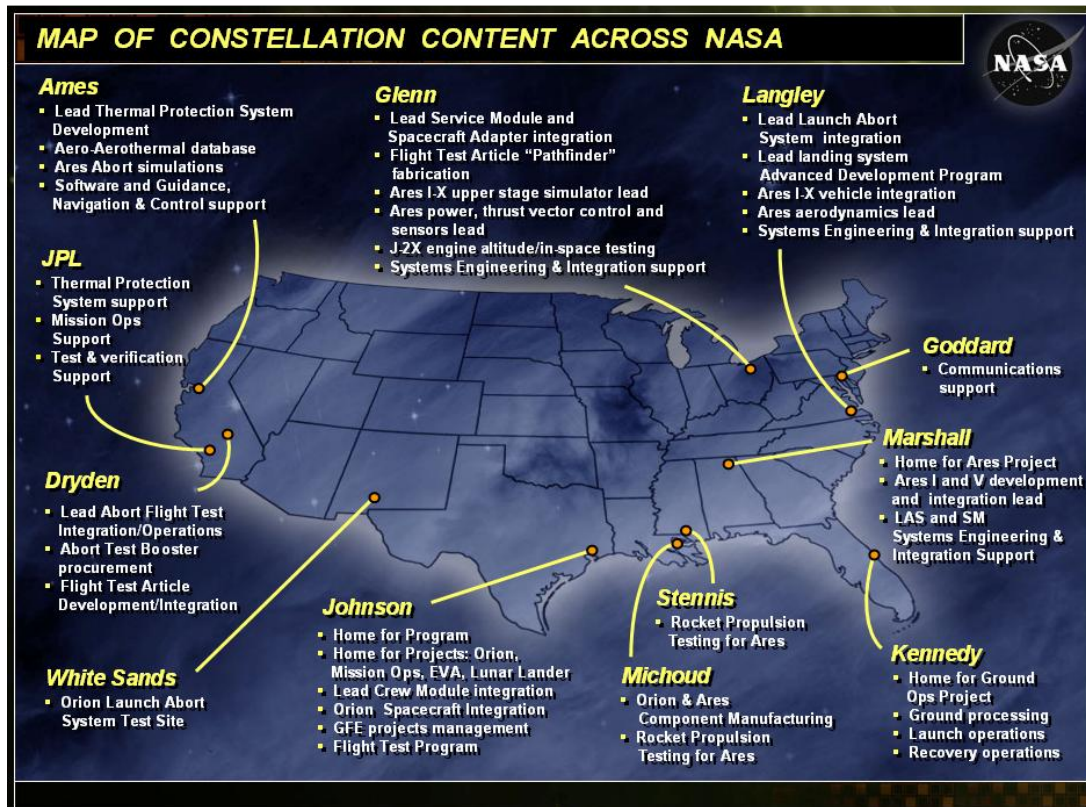 MAP OF CONSTELLATION CONTENT ACROSS NASA
NASA
Ames
▪ Lead Thermal Protection System
Development
▪ Aero-Aerothermal database
▪ Ares Abort simulations
▪ Software and Guidance,
Navigation & Control support
Glenn
▪ Lead Service Module and
Spacecraft Adapter integration
▪ Flight Test Article “Pathfinder”
fabrication
▪ Ares I-X upper stage simulator lead
▪ Ares power, thrust vector control and
sensors lead
▪ J-2X engine altitude/in-space testing
▪ Systems Engineering & Integration support
Langley
▪ Lead Launch Abort
System integration
▪ Lead landing system
Advanced Development Program
▪ Ares I-X vehicle integration
▪ Ares aerodynamics lead
▪ Systems Engineering & Integration support
JPL
▪ Thermal Protection
System support
▪ Mission Ops
Support
▪ Test & verification
Support
Goddard
▪ Communications
support
Marshall
▪ Home for Ares Project
▪ Ares I and V development
and integration lead
▪ LAS and SM
Systems Engineering &
Integration Support
Dryden
▪ Lead Abort Flight Test
Integration/Operations
▪ Abort Test Booster
procurement
▪ Flight Test Article
Development/Integration
White Sands
▪ Orion Launch Abort
System Test Site
Johnson
▪ Home for Program
▪ Home for Projects: Orion,
Mission Ops, EVA, Lunar Lander
▪ Lead Crew Module integration
▪ Orion Spacecraft Integration
▪ GFE projects management
▪ Flight Test Program
Stennis
▪ Rocket Propulsion
Testing for Ares
Michoud
▪ Orion & Ares
Component Manufacturing
▪ Rocket Propulsion
Testing for Ares
Kennedy
▪ Home for Ground
Ops Project
▪ Ground processing
▪ Launch operations
▪ Recovery operations